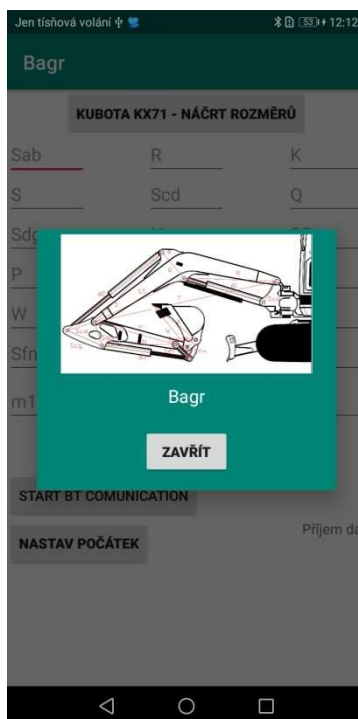 Jen tísňová volání
53 12:12
Bagr
KUBOTA KX71 - NÁČRT ROZMĚRŮ
Sab R K
S Scd Q
P
W
m1
Bagr
ZAVŘÍT
START BT COMUNICATION
Příjem da
NASTAV POČÁTEK